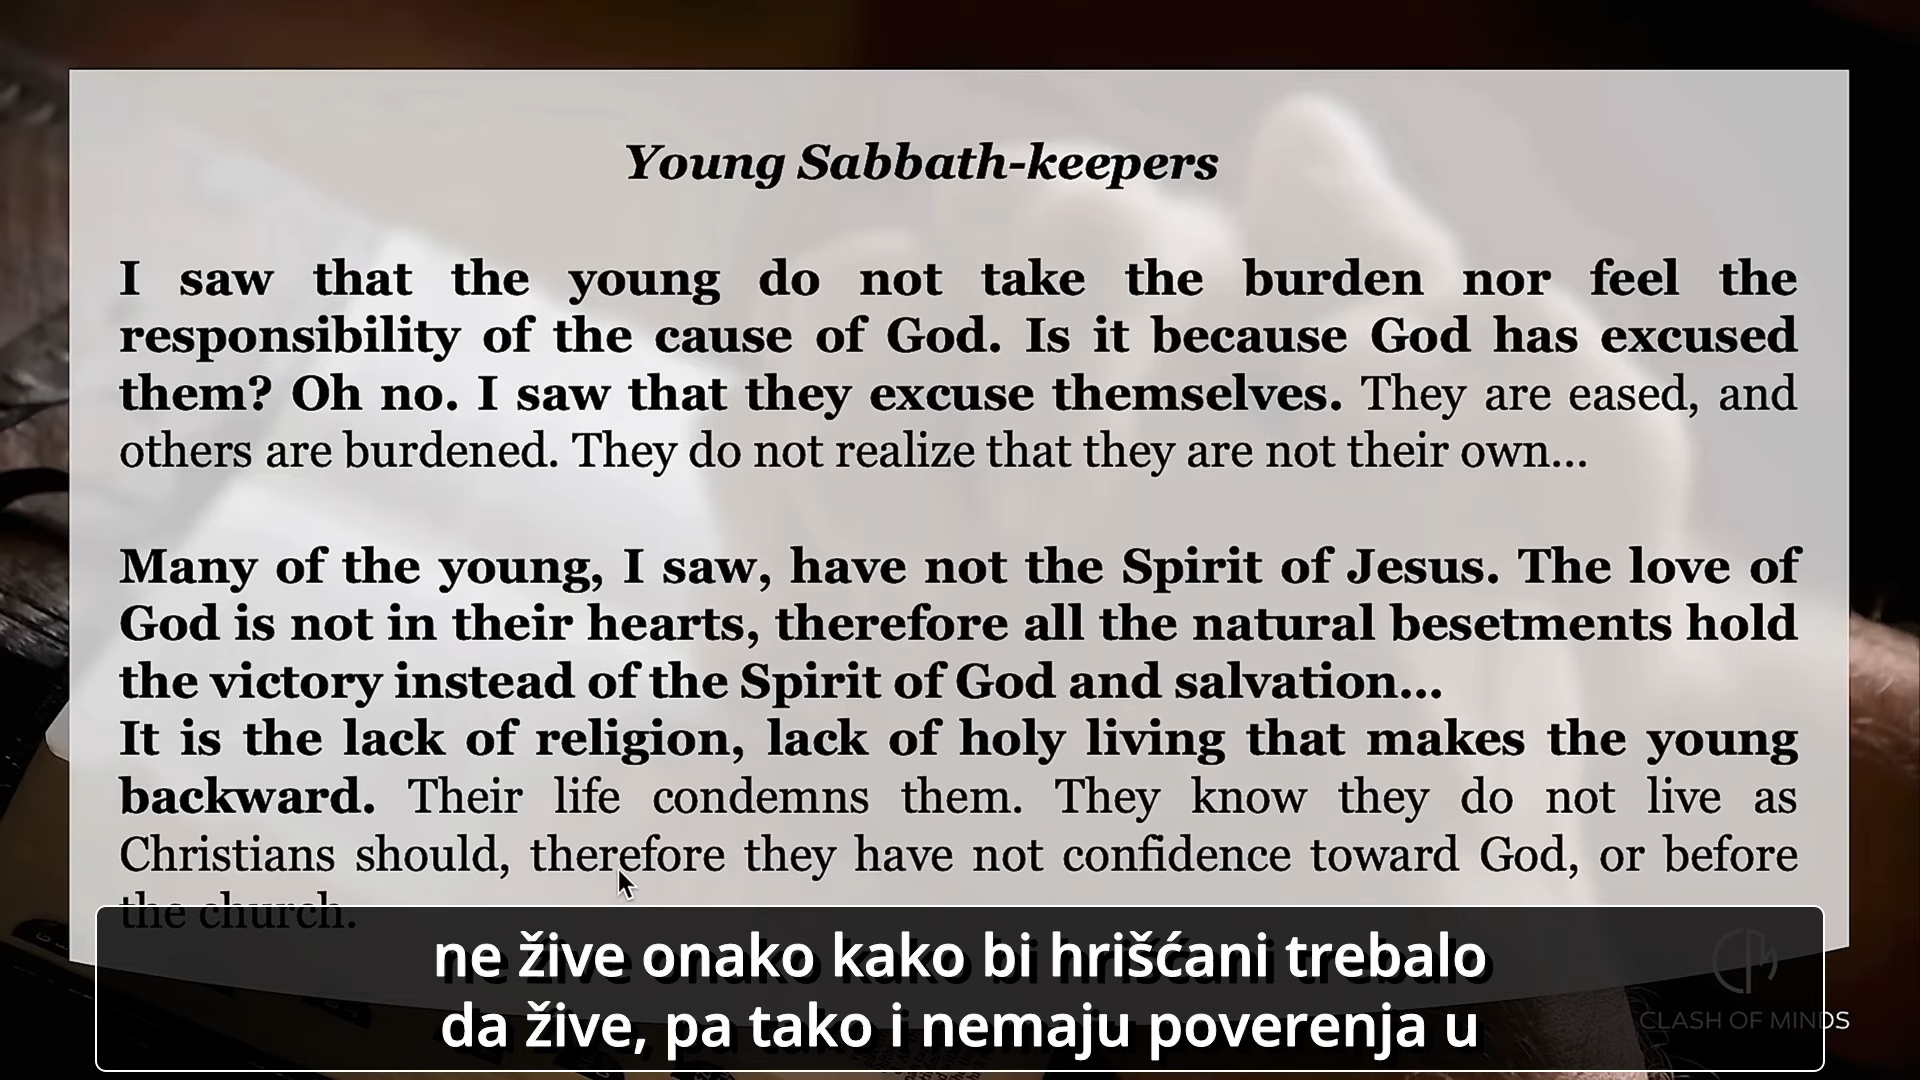 Young Sabbath-keepers
I saw that the young do not take the burden nor feel the
responsibility of the cause of God. Is it because God has excused
them? Oh no. I saw that they excuse themselves. They are eased, and
others are burdened. They do not realize that they are not their own...
Many of the young, I saw, have not the Spirit of Jesus. The love of
God is not in their hearts, therefore all the natural besetments hold
the victory instead of the Spirit of God and salvation...
It is the lack of religion, lack of holy living that makes the young
backward. Their life condemns them. They know they do not live as
Christians should, therefore they have not confidence toward God, or before
the church.
ne žive onako kako bi hrišćani trebalo
da žive, pa tako i nemaju poverenja u
CLASH OF MINDS